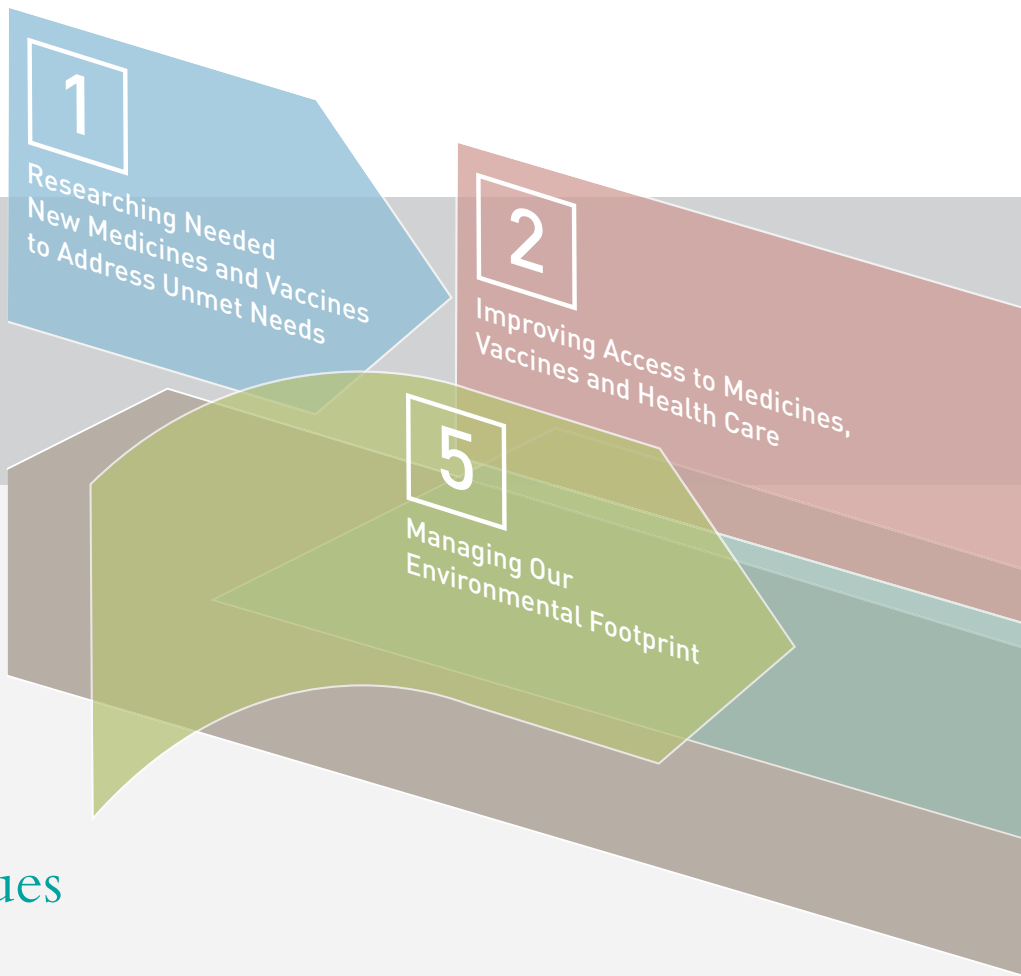 1
Researching Needed
New Medicines and Vaccines
to Address Unmet Needs
2
Improving Access to Medicines,
Vaccines and Health Care
5
Managing Our
Environmental Footprint
ues